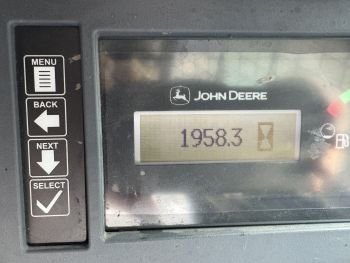 MENU
BACK
NEXT
SELECT
JOHN DEERE
1958.3